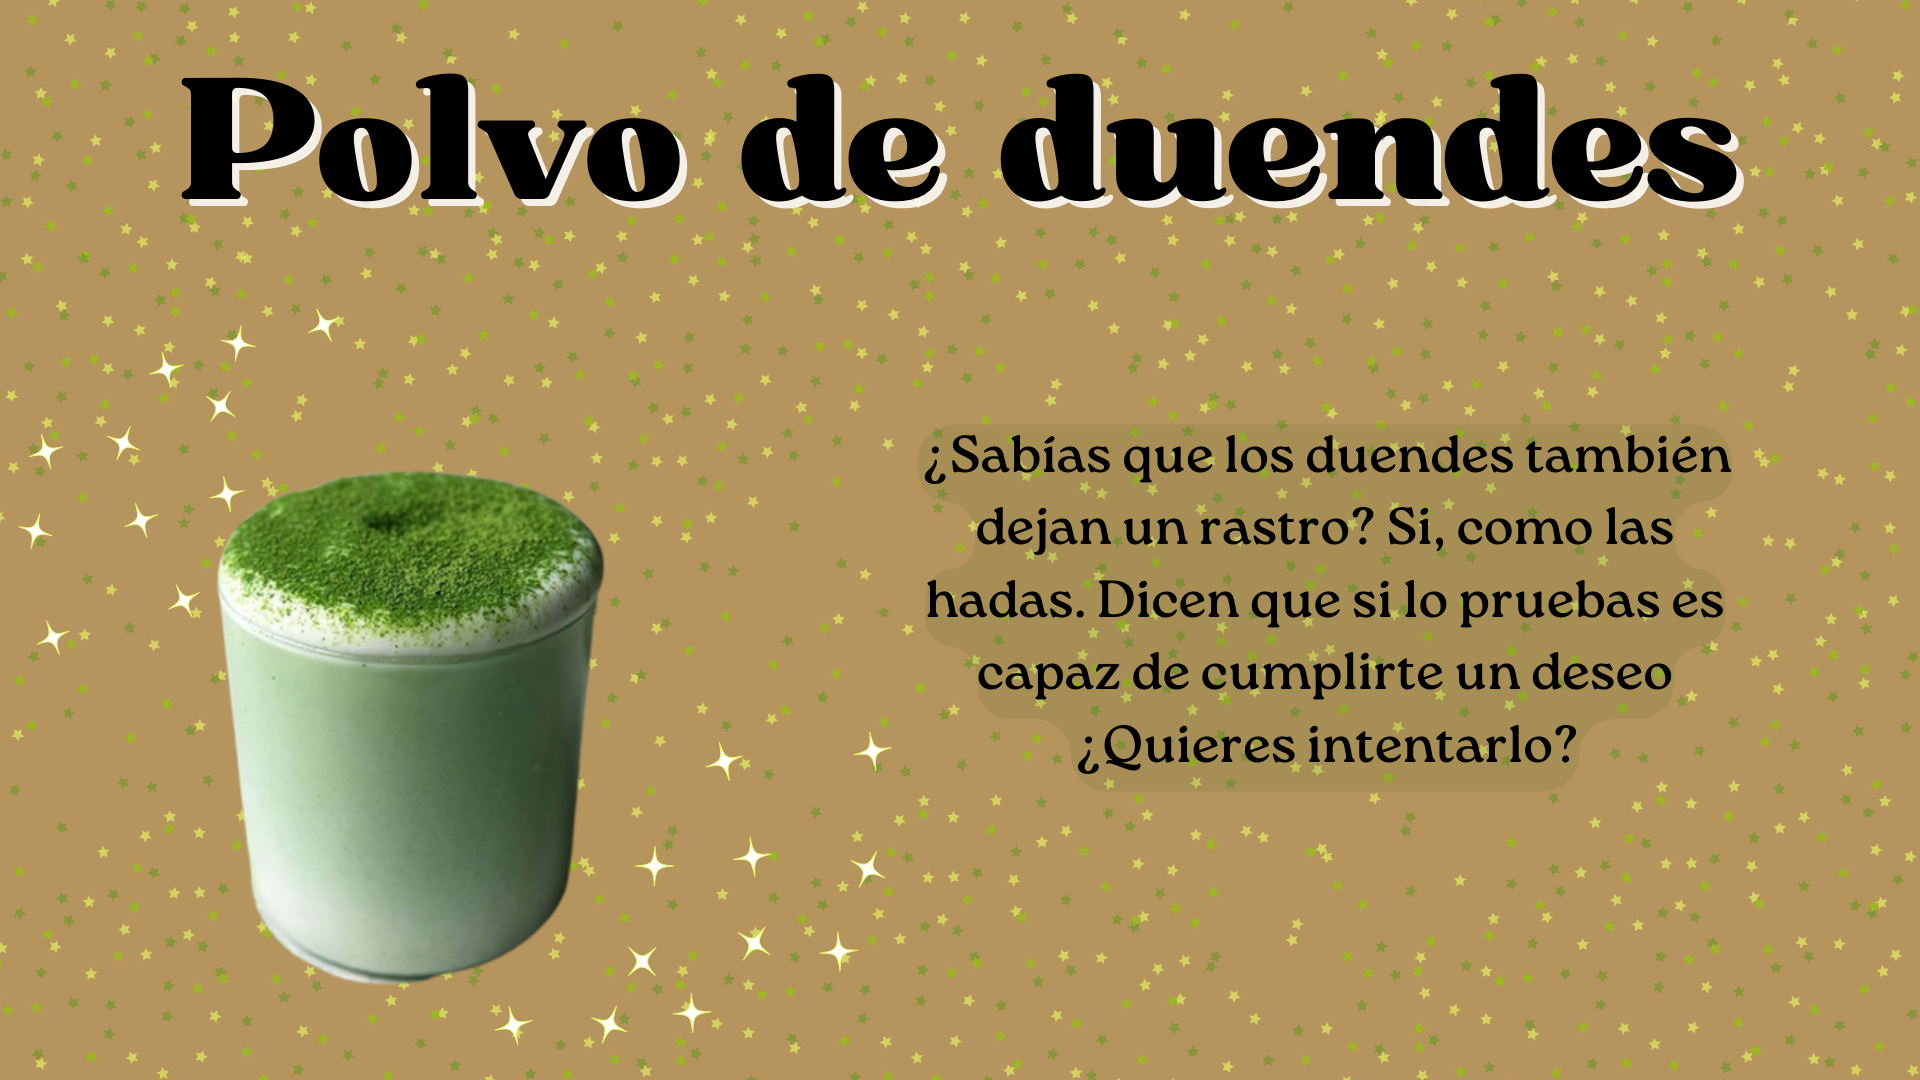 Polvo de duendes
¿Sabías que los duendes también
dejan un rastro? Si, como las
hadas. Dicen que si lo pruebas es
capaz de cumplirte un deseo
¿Quieres intentarlo?